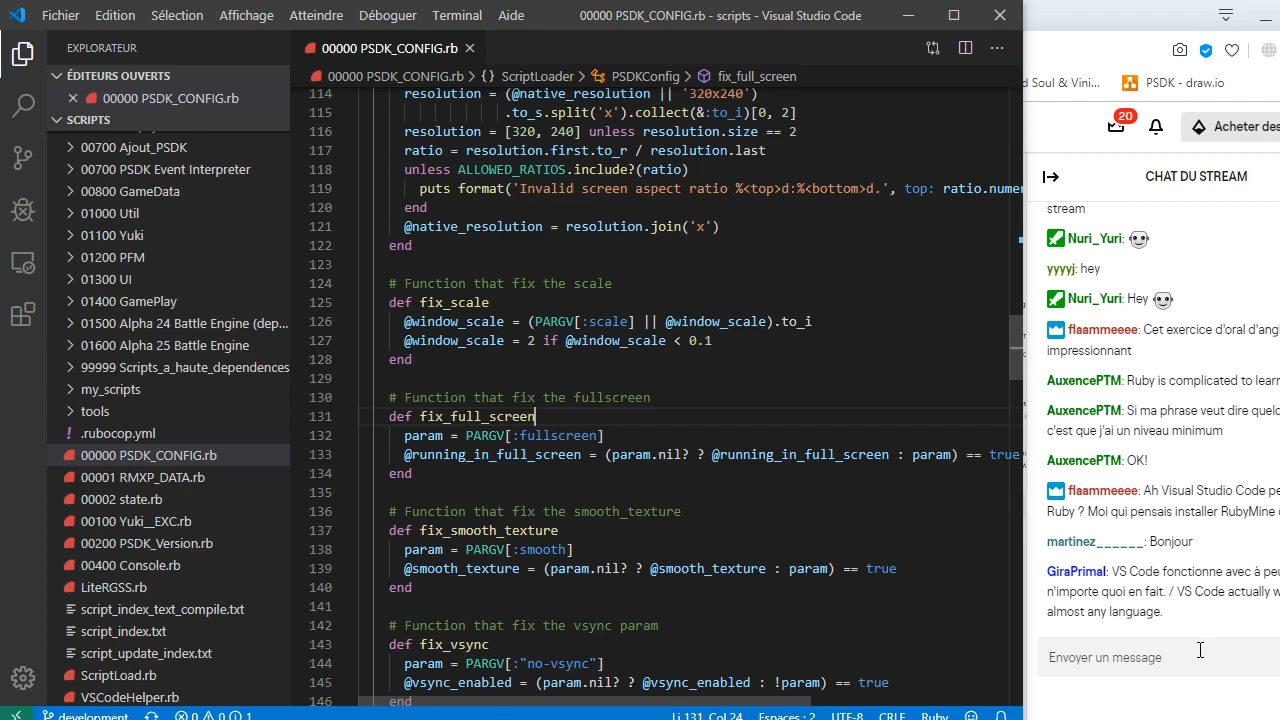 Fichier Edition Sélection Affichage Atteindre Déboguer Terminal Aide 00000 PSDK_CONFIG.rb - scripts - Visual Studio Code
EXPLORATEUR
ÉDITEURS OUVERTS
00000 PSDK_CONFIG.rb
SCRIPTS
00700 Ajout_PSDK
00700 PSDK Event Interpreter
00800 GameData
01000 Util
01100 Yuki
01200 PFM
01300 UI
01400 GamePlay
01500 Alpha 24 Battle Engine (dep...
01600 Alpha 25 Battle Engine
99999 Scripts_a_haute_dependences
my_scripts
tools
! .rubocop.yml
00000 PSDK_CONFIG.rb
00001 RMXP_DATA.rb
00002 state.rb
00100 Yuki__EXC.rb
00200 PSDK_Version.rb
00400 Console.rb
LiteRGSS.rb
script_index_text_compile.txt
script_index.txt
script_update_index.txt
ScriptLoad.rb
VSCodeHelper.rb
00000 PSDK_CONFIG.rb
00000 PSDK_CONFIG.rb > {} ScriptLoader > PSDKConfig > fix_full_screen
114 resolution = (@native_resolution || '320x240')
115 .to_s.split('x').collect(&:to_i)[0, 2]
116 resolution = [320, 240] unless resolution.size == 2
117 ratio = resolution.first.to_r / resolution.last
118 unless ALLOWED_RATIOS.include?(ratio)
119 puts format('Invalid screen aspect ratio %<top>d:%<bottom>d.', top: ratio.numer
120 end
121 @native_resolution = resolution.join('x')
122 end
123
124 # Function that fix the scale
125 def fix_scale
126 @window_scale = (PARGV[:scale] || @window_scale).to_i
127 @window_scale = 2 if @window_scale < 0.1
128 end
129
130 # Function that fix the fullscreen
131 def fix_full_screen
132 param = PARGV[:fullscreen]
133 @running_in_full_screen = (param.nil? ? @running_in_full_screen : param) == true
134 end
135
136 # Function that fix the smooth_texture
137 def fix_smooth_texture
138 param = PARGV[:smooth]
139 @smooth_texture = (param.nil? ? @smooth_texture : param) == true
140 end
141
142 # Function that fix the vsync param
143 def fix_vsync
144 param = PARGV[:"no-vsync"]
145 @vsync_enabled = (param.nil? ? @vsync_enabled : !param) == true
146 end
development 0 0 1 Li 131, Col 24 Espaces : 2 UTF-8 CRLF Ruby
d Soul & Vini... PSDK - draw.io
20 Acheter des
CHAT DU STREAM
stream
Nuri_Yuri:
yyyyj: hey
Nuri_Yuri: Hey
flaammeeee: Cet exercice d'oral d'angl
impressionnant
AuxencePTM: Ruby is complicated to learn
AuxencePTM: Si ma phrase veut dire quelq
c'est que j'ai un niveau minimum
AuxencePTM: OK!
flaammeeee: Ah Visual Studio Code pe
Ruby ? Moi qui pensais installer RubyMine
martinez______: Bonjour
GiraPrimal: VS Code fonctionne avec à peu
n'importe quoi en fait. / VS Code actually w
almost any language.
Envoyer un message